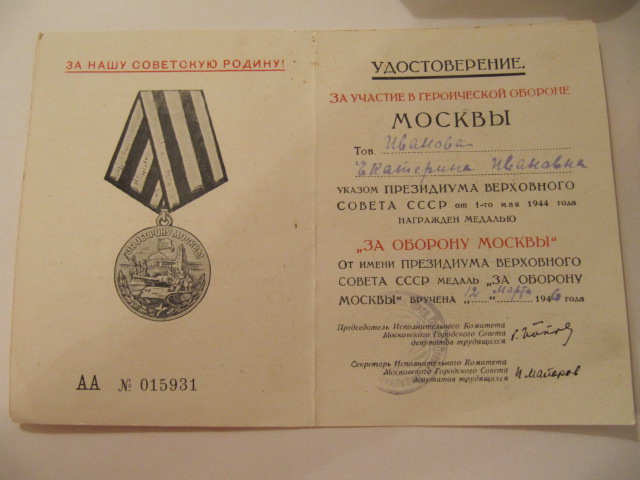 ЗА НАШУ СОВЕТСКУЮ РОДИНУ!
ЗА ОБОРОНУ МОСКВЫ
АА № 015931
УДОСТОВЕРЕНИЕ.
ЗА УЧАСТИЕ В ГЕРОИЧЕСКОЙ ОБОРОНЕ
МОСКВЫ
Тов. Иванова
Екатерина Ивановна
УКАЗОМ ПРЕЗИДИУМА ВЕРХОВНОГО
СОВЕТА СССР от 1-го мая 1944 года
НАГРАЖДЕН МЕДАЛЬЮ
„ЗА ОБОРОНУ МОСКВЫ“
От имени ПРЕЗИДИУМА ВЕРХОВНОГО
СОВЕТА СССР МЕДАЛЬ „ЗА ОБОРОНУ
МОСКВЫ“ ВРУЧЕНА „12“ Марта 1946 года
Председатель Исполнительного Комитета
Московского Городского Совета
депутатов трудящихся Г. Попов
Секретарь Исполнительного Комитета
Московского Городского Совета
депутатов трудящихся П. Майоров